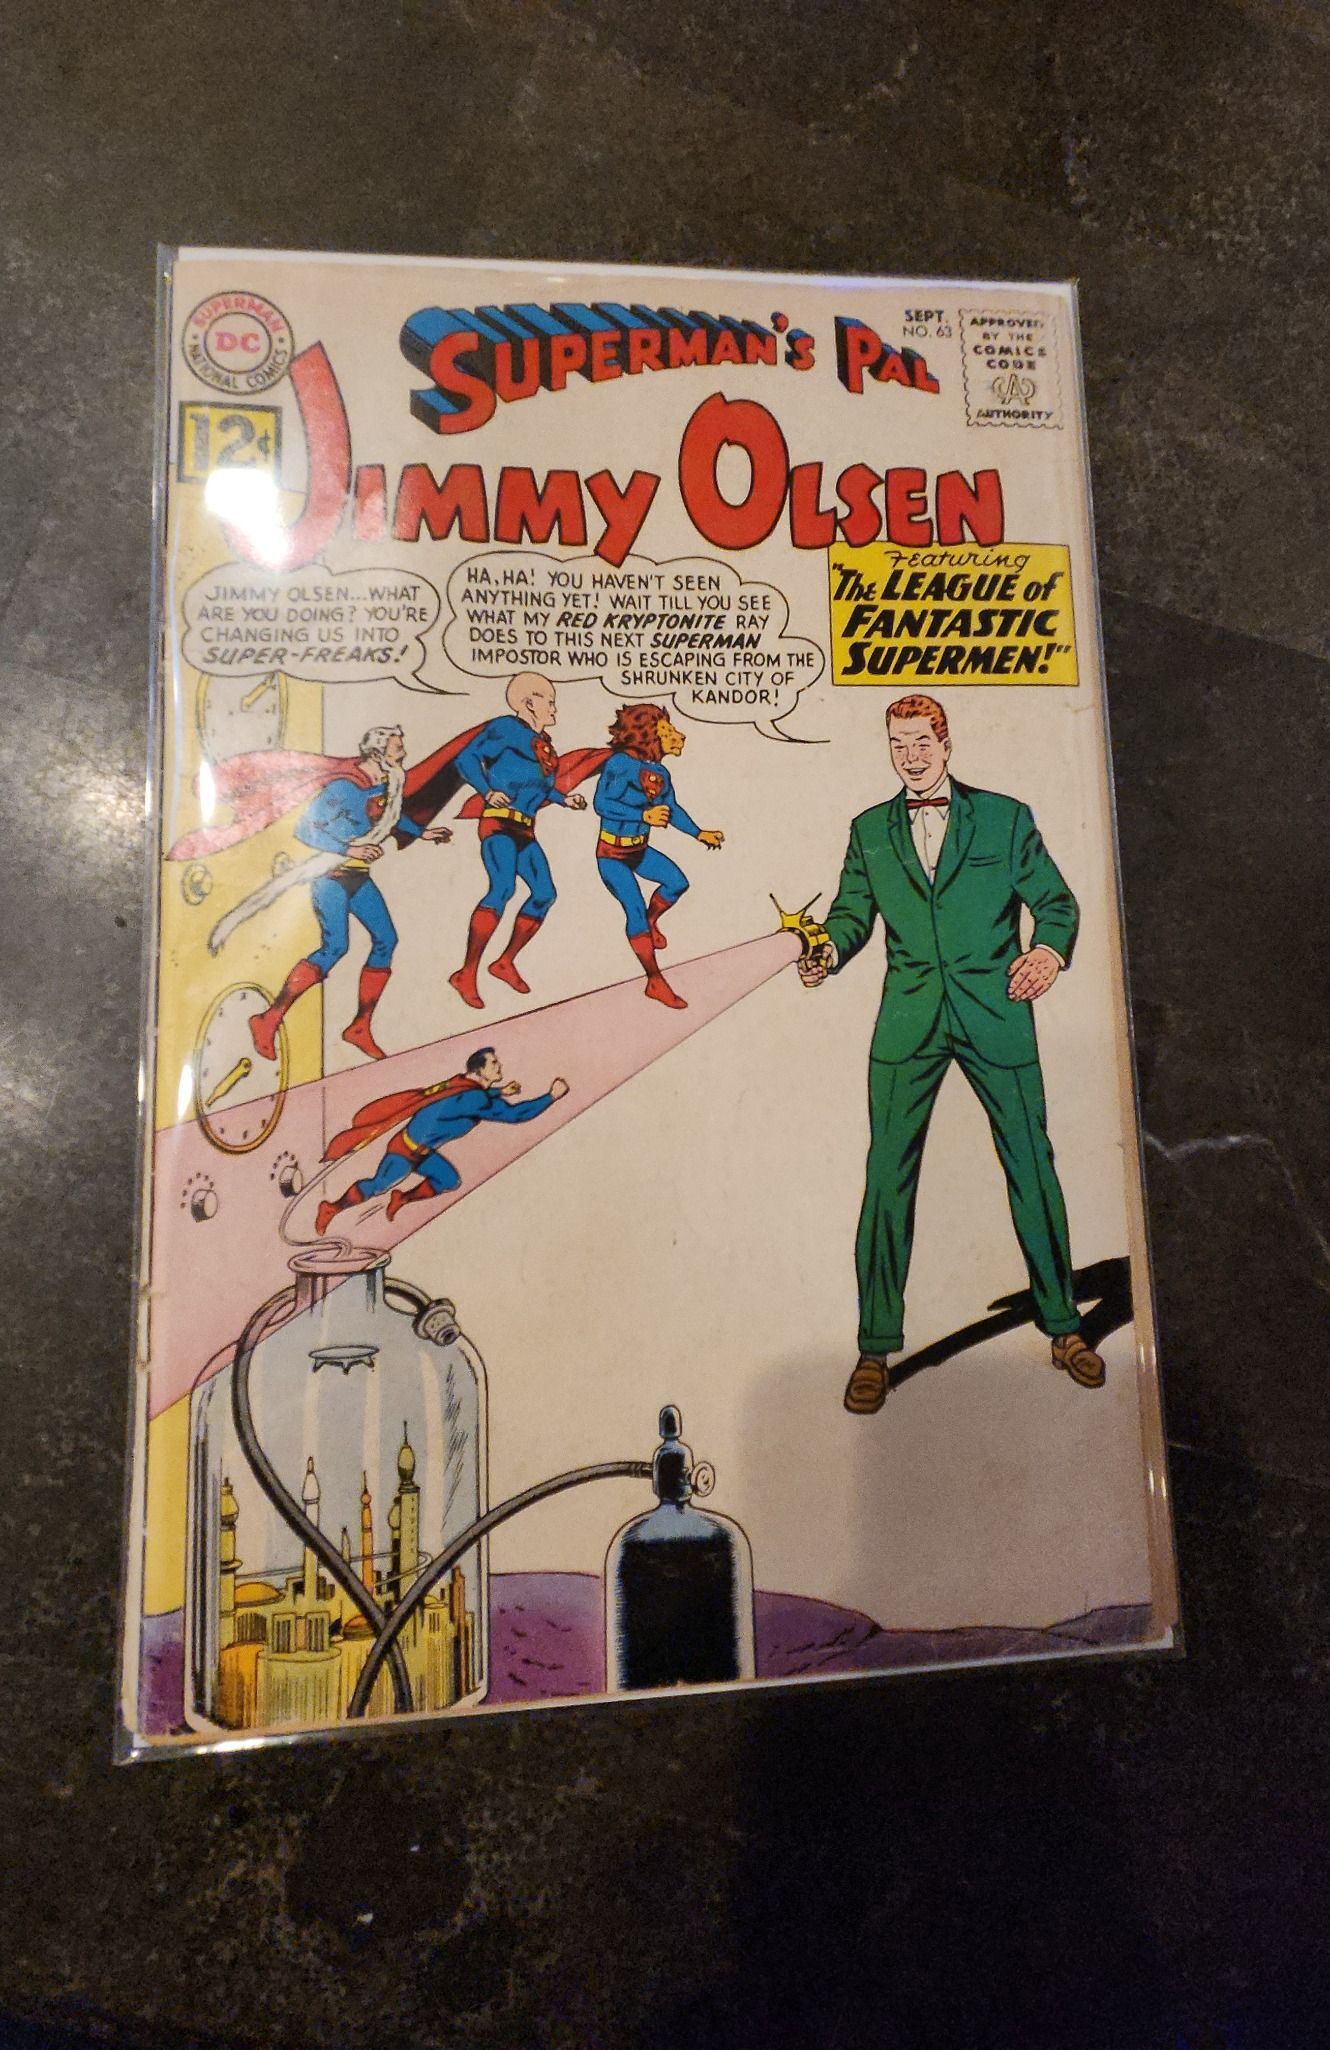 SUPERMAN
DC
NATIONAL COMICS
12¢
SUPERMAN'S PAL
JIMMY OLSEN
SEPT.
NO. 63
APPROVED
BY THE
COMICS
CODE
CA
AUTHORITY
Featuring
"The LEAGUE of
FANTASTIC
SUPERMEN!"
JIMMY OLSEN...WHAT
ARE YOU DOING? YOU'RE
CHANGING US INTO
SUPER-FREAKS!
HA, HA! YOU HAVEN'T SEEN
ANYTHING YET! WAIT TILL YOU SEE
WHAT MY RED KRYPTONITE RAY
DOES TO THIS NEXT SUPERMAN
IMPOSTOR WHO IS ESCAPING FROM THE
SHRUNKEN CITY OF
KANDOR!